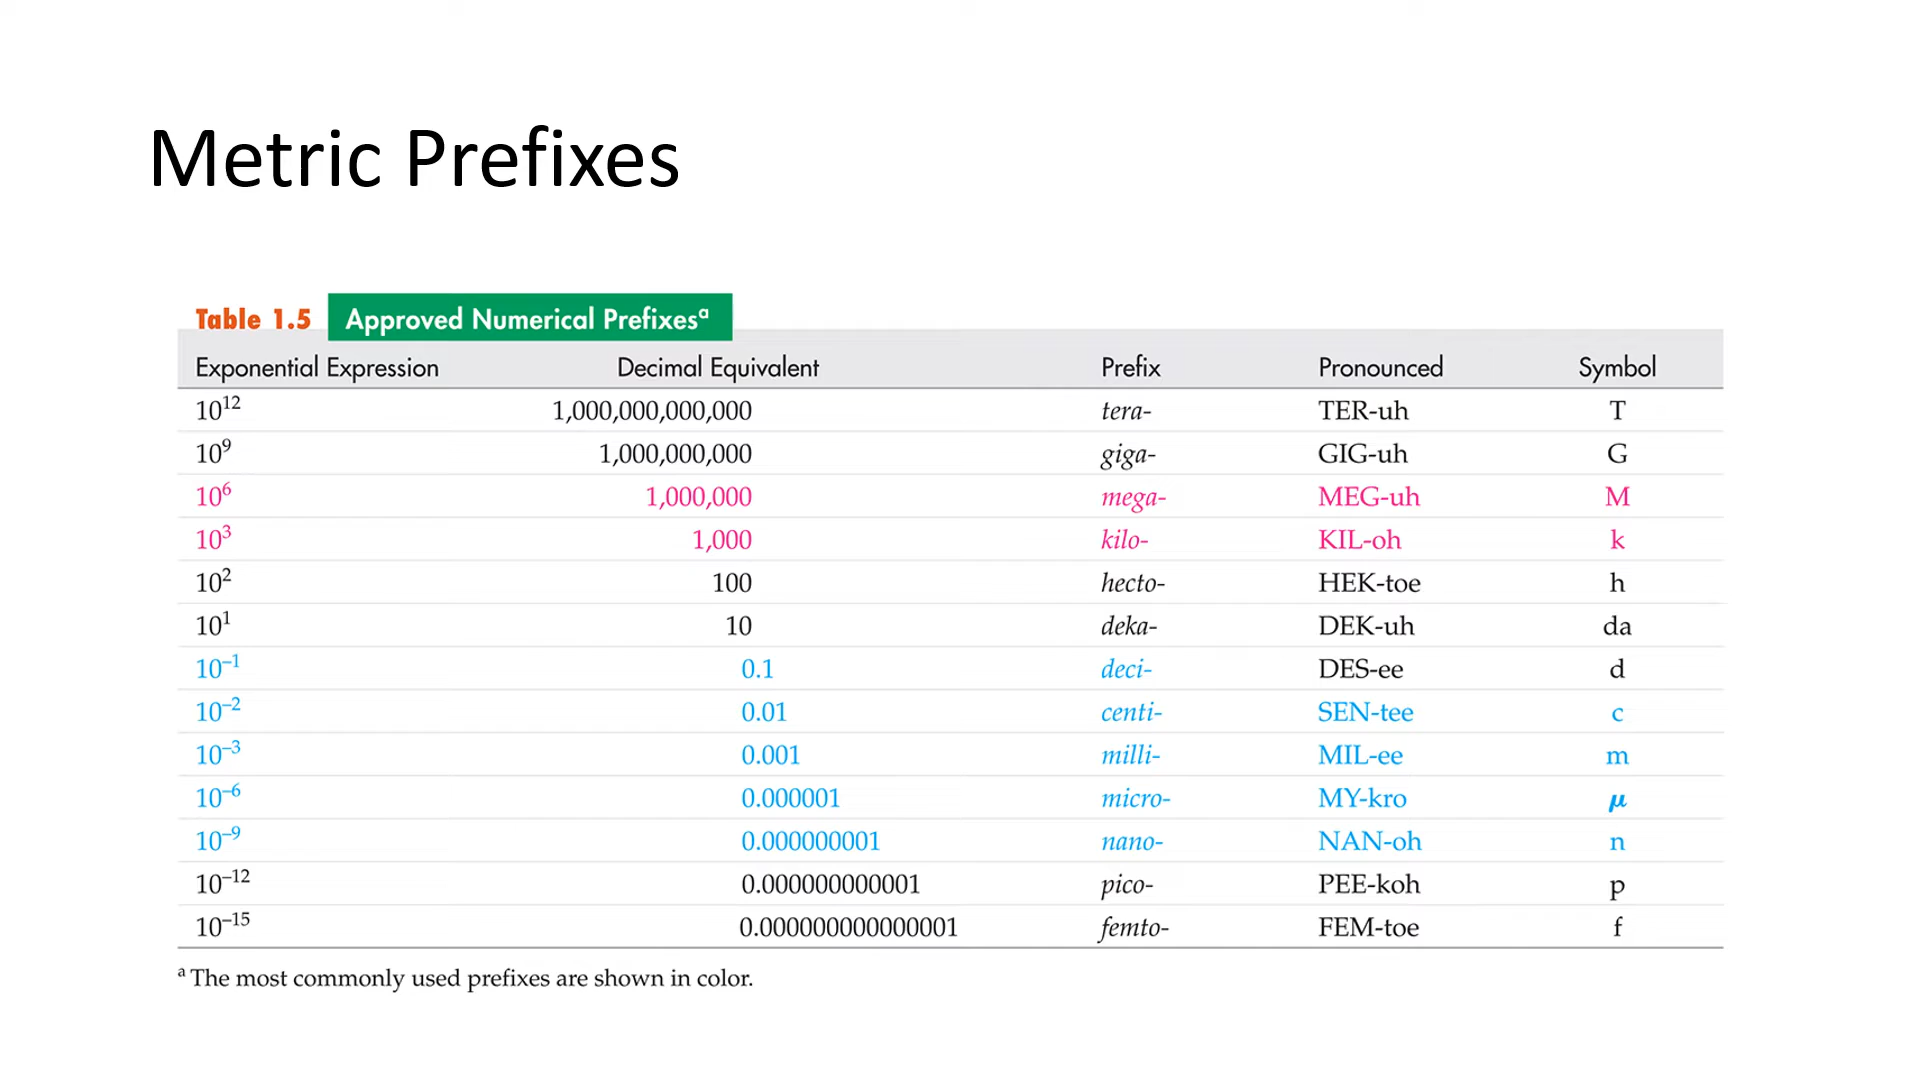 Metric Prefixes
Table 1.5 Approved Numerical Prefixesᵃ
Exponential Expression Decimal Equivalent Prefix Pronounced Symbol
10¹² 1,000,000,000,000 tera- TER-uh T
10⁹ 1,000,000,000 giga- GIG-uh G
10⁶ 1,000,000 mega- MEG-uh M
10³ 1,000 kilo- KIL-oh k
10² 100 hecto- HEK-toe h
10¹ 10 deka- DEK-uh da
10⁻¹ 0.1 deci- DES-ee d
10⁻² 0.01 centi- SEN-tee c
10⁻³ 0.001 milli- MIL-ee m
10⁻⁶ 0.000001 micro- MY-kro μ
10⁻⁹ 0.000000001 nano- NAN-oh n
10⁻¹² 0.000000000001 pico- PEE-koh p
10⁻¹⁵ 0.000000000000001 femto- FEM-toe f
ᵃ The most commonly used prefixes are shown in color.